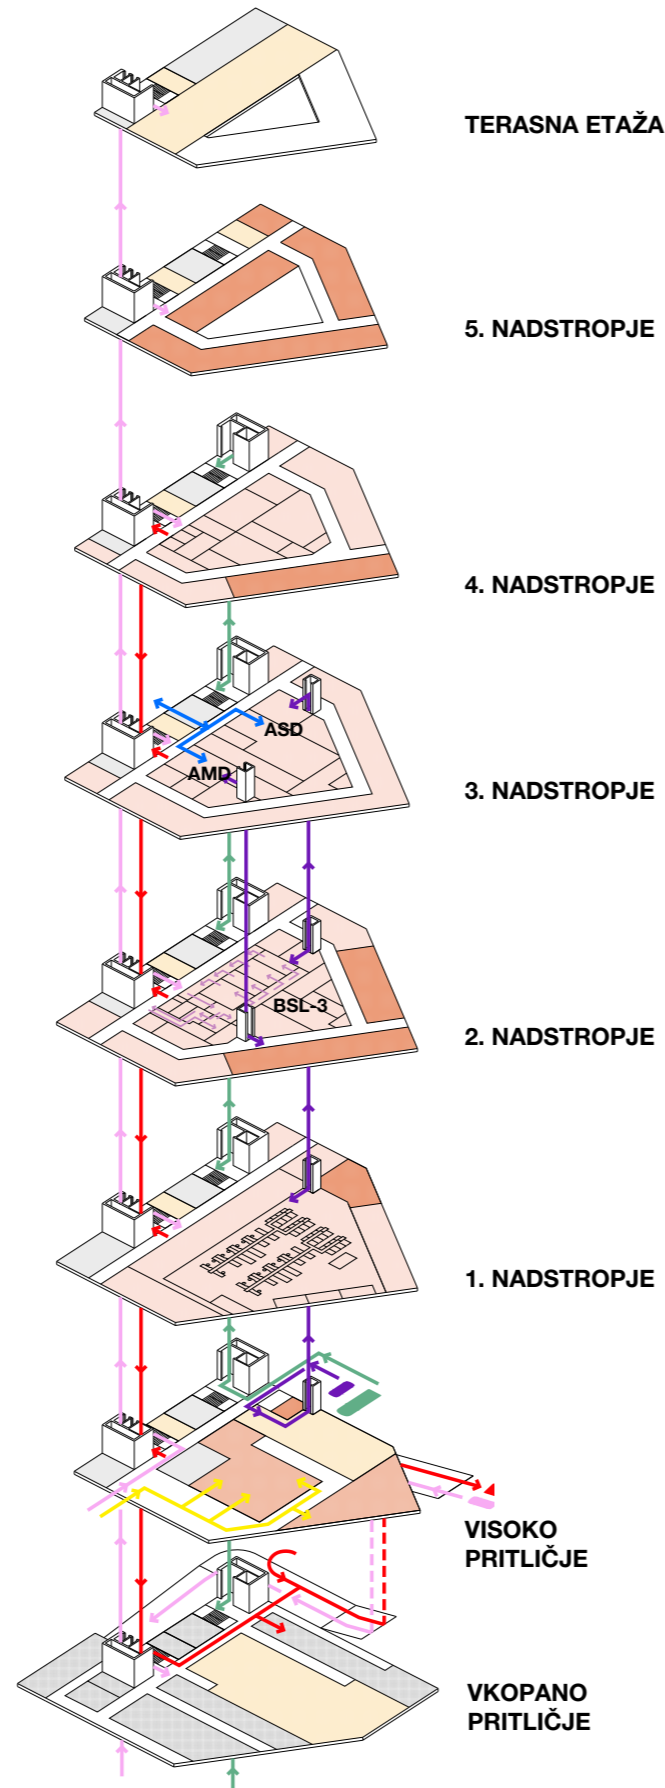 TERASNA ETAŽA
5. NADSTROPJE
4. NADSTROPJE
ASD
AMD
3. NADSTROPJE
BSL-3
2. NADSTROPJE
1. NADSTROPJE
VISOKO
PRITLIČJE
VKOPANO
PRITLIČJE